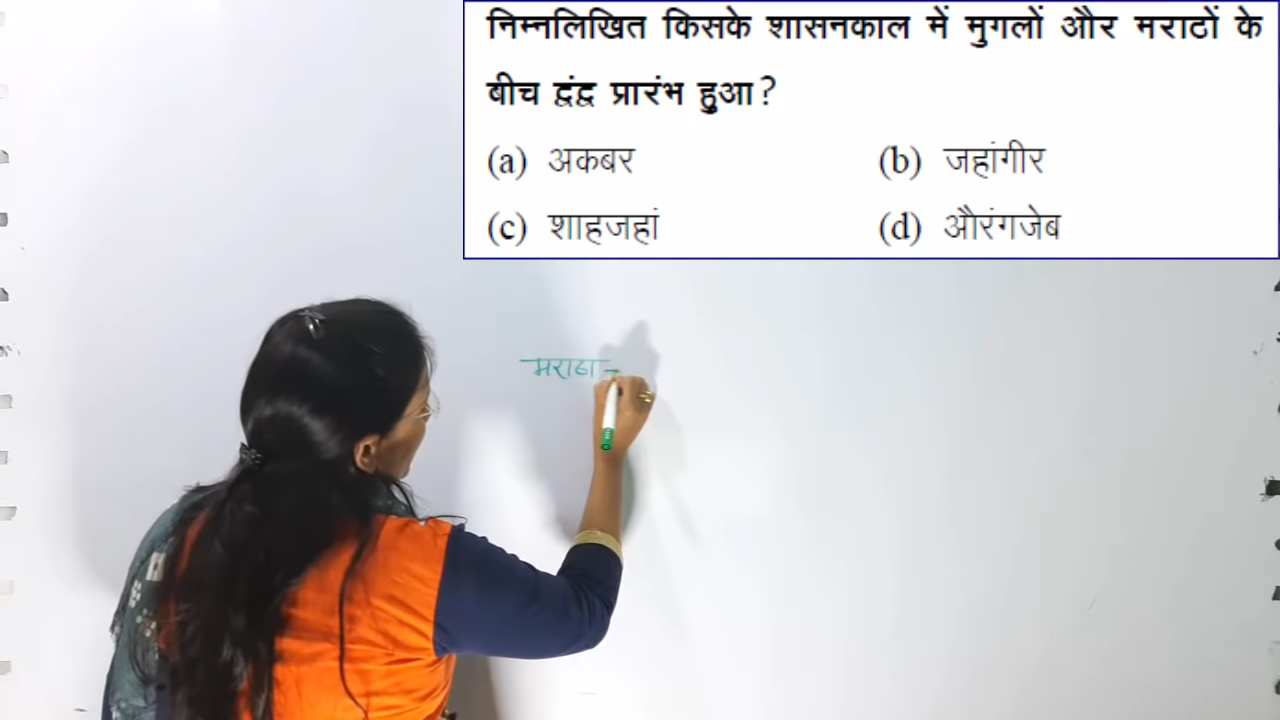 निम्नलिखित किसके शासनकाल में मुगलों और मराठों के
बीच द्वंद्व प्रारंभ हुआ?
(a) अकबर (b) जहांगीर
(c) शाहजहां (d) औरंगजेब
मराठा -